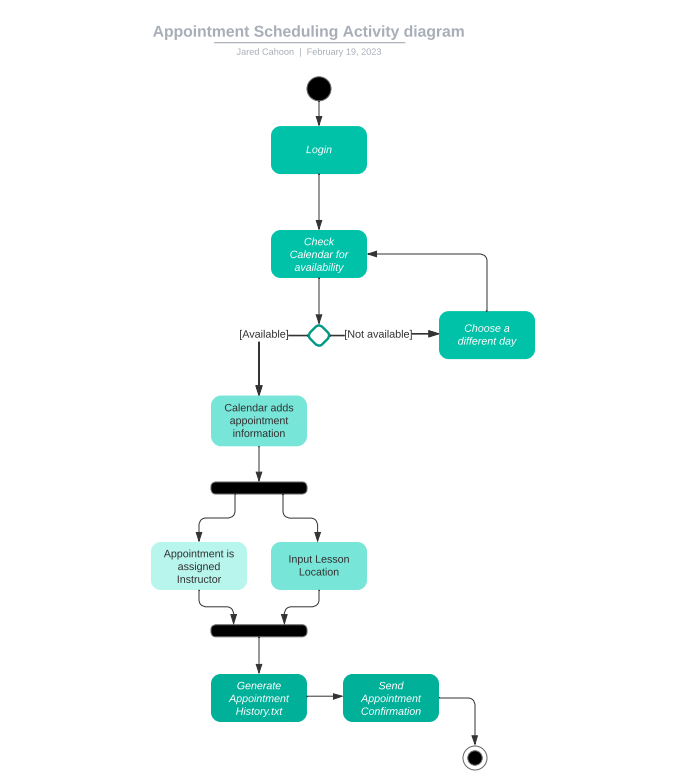 Appointment Scheduling Activity diagram
Jared Cahoon | February 19, 2023
Login
Check
Calendar for
availability
[Available]
[Not available]
Choose a
different day
Calendar adds
appointment
information
Appointment is
assigned
Instructor
Input Lesson
Location
Generate
Appointment
History.txt
Send
Appointment
Confirmation